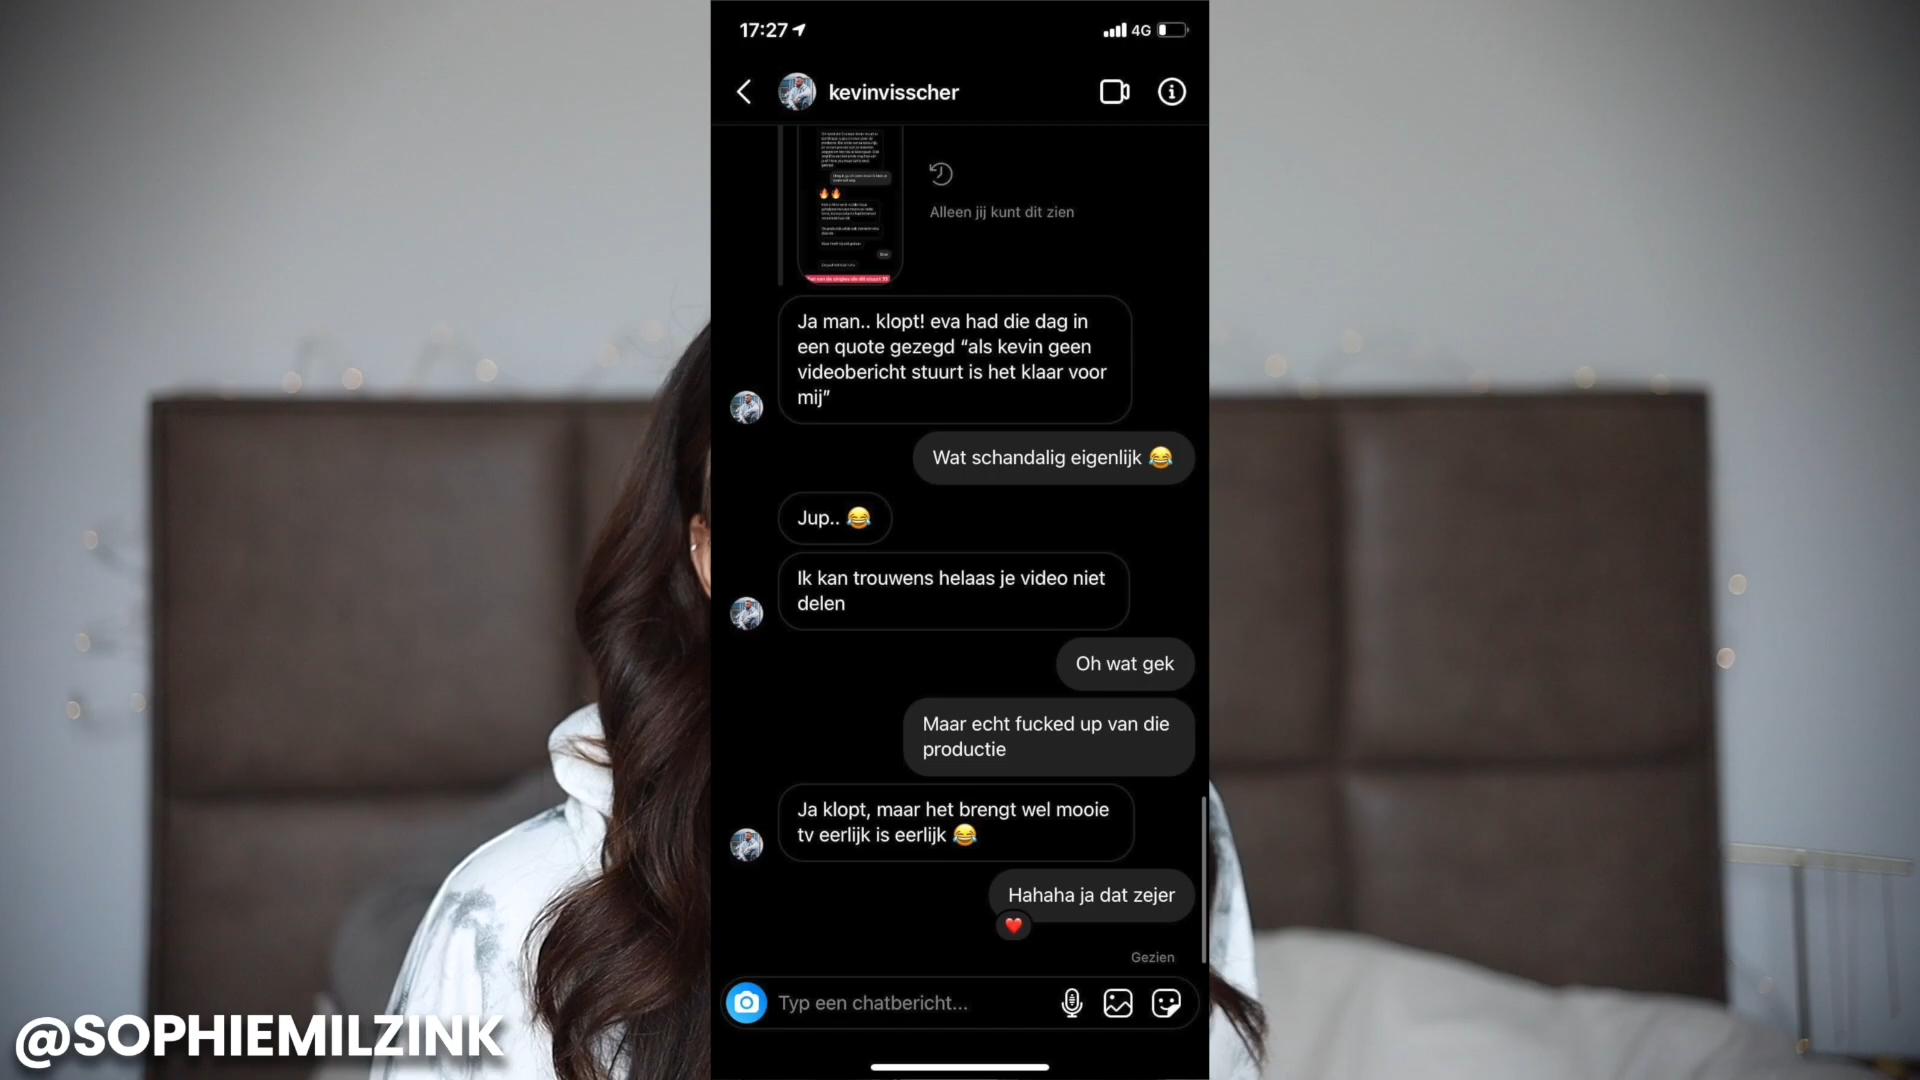 17:27
4G
kevinvisscher
Alleen jij kunt dit zien
Ja man.. klopt! eva had die dag in
een quote gezegd “als kevin geen
videobericht stuurt is het klaar voor
mij”
Wat schandalig eigenlijk 😂
Jup.. 😂
Ik kan trouwens helaas je video niet
delen
Oh wat gek
Maar echt fucked up van die
productie
Ja klopt, maar het brengt wel mooie
tv eerlijk is eerlijk 😂
Hahaha ja dat zejer
❤️
Gezien
Typ een chatbericht...
@SOPHIEMILZINK